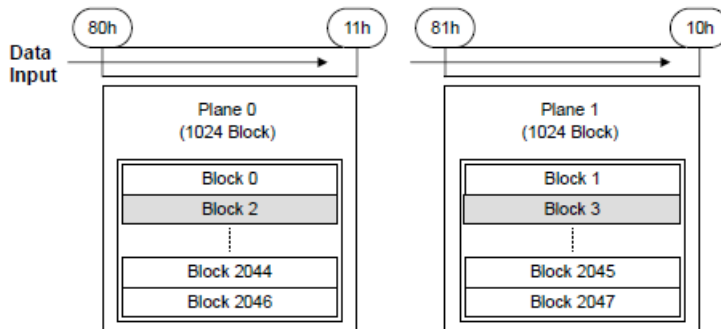 80h 11h 81h 10h
Data
Input
Plane 0
(1024 Block)
Block 0
Block 2
Block 2044
Block 2046
Plane 1
(1024 Block)
Block 1
Block 3
Block 2045
Block 2047